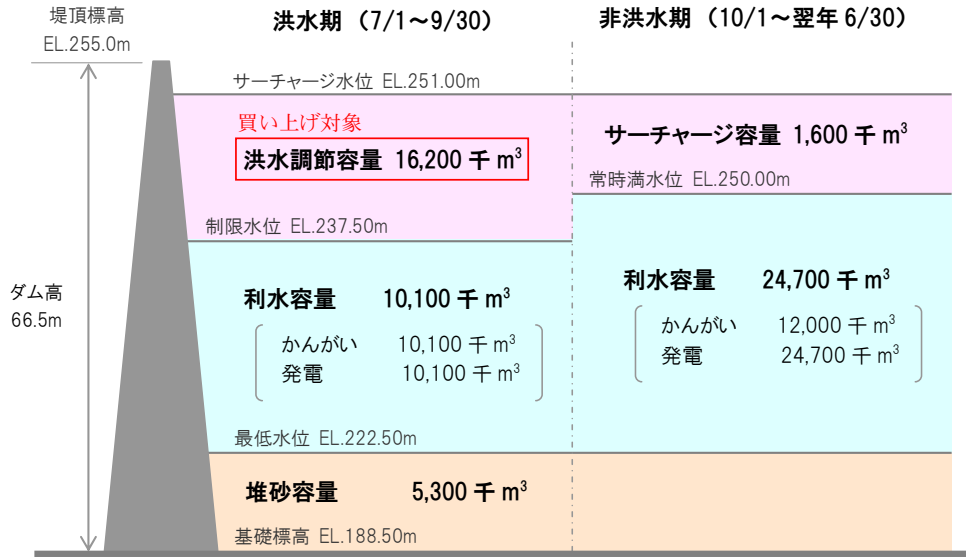 堤頂標高
EL.255.0m
洪水期（7/1～9/30）
非洪水期（10/1～翌年 6/30）
サーチャージ水位 EL.251.00m
買い上げ対象
洪水調節容量 16,200 千 m³
サーチャージ容量 1,600 千 m³
常時満水位 EL.250.00m
制限水位 EL.237.50m
ダム高
66.5m
利水容量 10,100 千 m³
かんがい 10,100 千 m³
発電 10,100 千 m³
利水容量 24,700 千 m³
かんがい 12,000 千 m³
発電 24,700 千 m³
最低水位 EL.222.50m
堆砂容量 5,300 千 m³
基礎標高 EL.188.50m